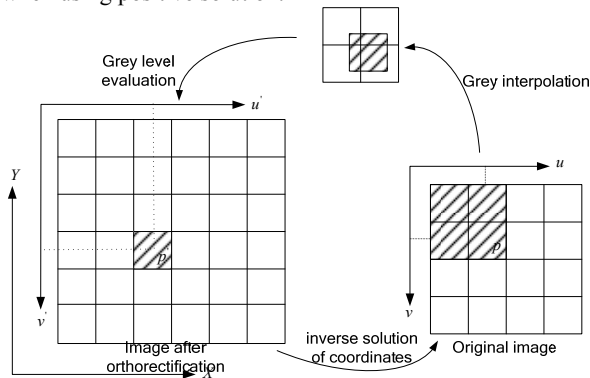 Grey level
evaluation
Grey interpolation
u'
u
Y
p
p
v'
v
Image after
orthorectification
X
inverse solution
of coordinates
Original image